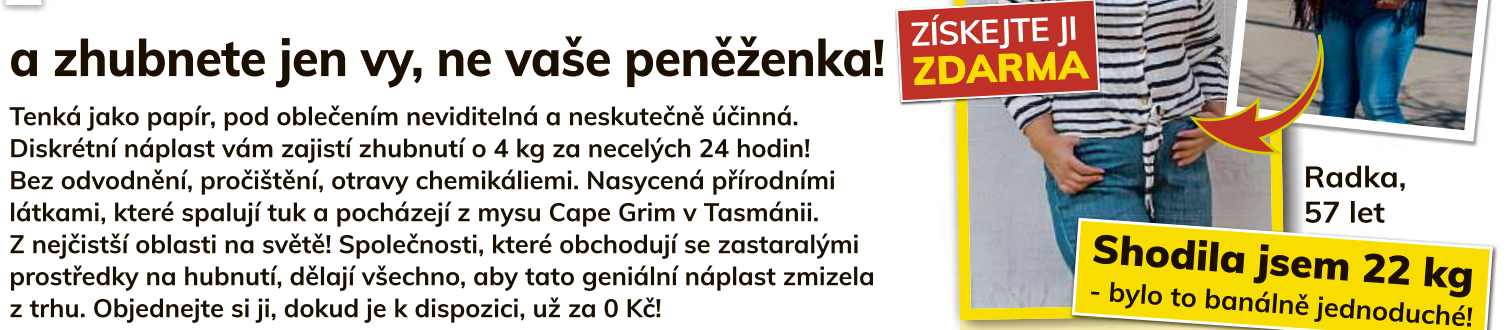 a zhubnete jen vy, ne vaše peněženka!
Tenká jako papír, pod oblečením neviditelná a neskutečně účinná.
Diskrétní náplast vám zajistí zhubnutí o 4 kg za necelých 24 hodin!
Bez odvodnění, pročištění, otravy chemikáliemi. Nasycená přírodními
látkami, které spalují tuk a pocházejí z mysu Cape Grim v Tasmánii.
Z nejčistší oblasti na světě! Společnosti, které obchodují se zastaralými
prostředky na hubnutí, dělají všechno, aby tato geniální náplast zmizela
z trhu. Objednejte si ji, dokud je k dispozici, už za 0 Kč!
ZÍSKEJTE JI
ZDARMA
Radka,
57 let
Shodila jsem 22 kg
- bylo to banálně jednoduché!